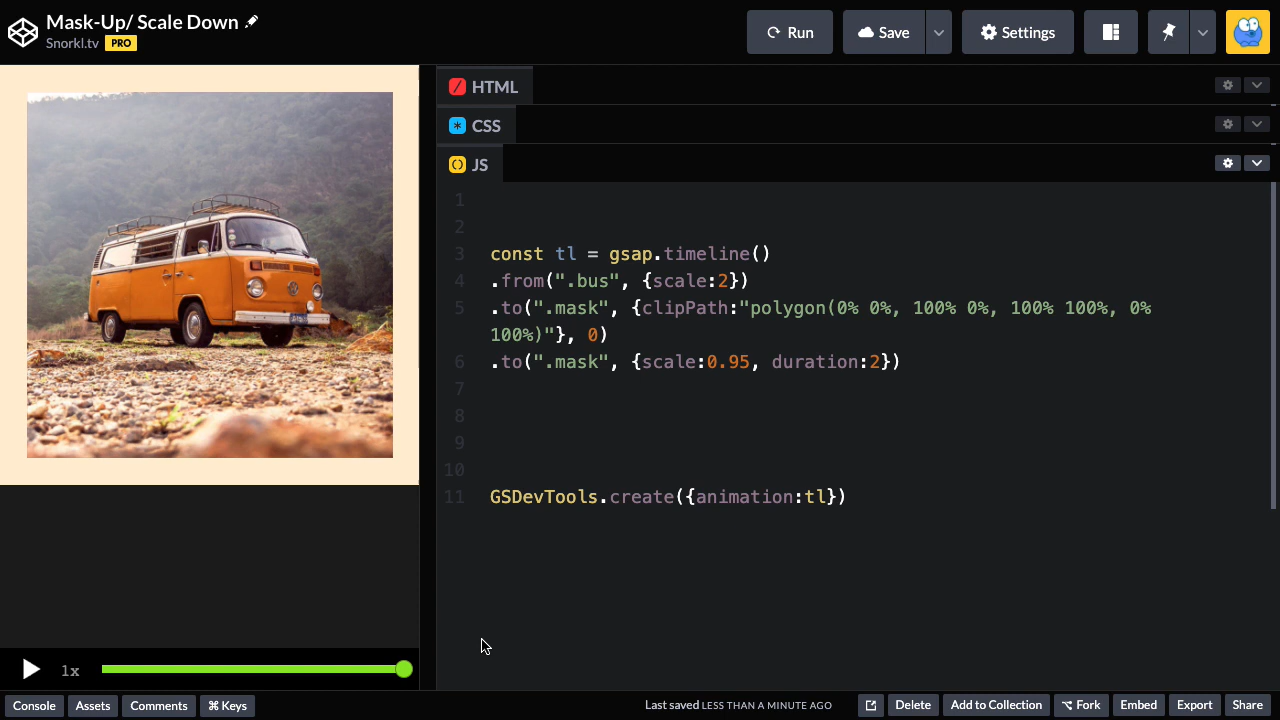 Mask-Up/ Scale Down
Snorkl.tv PRO
Run
Save
Settings
HTML
CSS
JS
1
2
3 const tl = gsap.timeline()
4 .from(".bus", {scale:2})
5 .to(".mask", {clipPath:"polygon(0% 0%, 100% 0%, 100% 100%, 0%
100%)"}, 0)
6 .to(".mask", {scale:0.95, duration:2})
7
8
9
10
11 GSDevTools.create({animation:tl})
1x
Console Assets Comments ⌘ Keys Last saved LESS THAN A MINUTE AGO Delete Add to Collection ⌥ Fork Embed Export Share